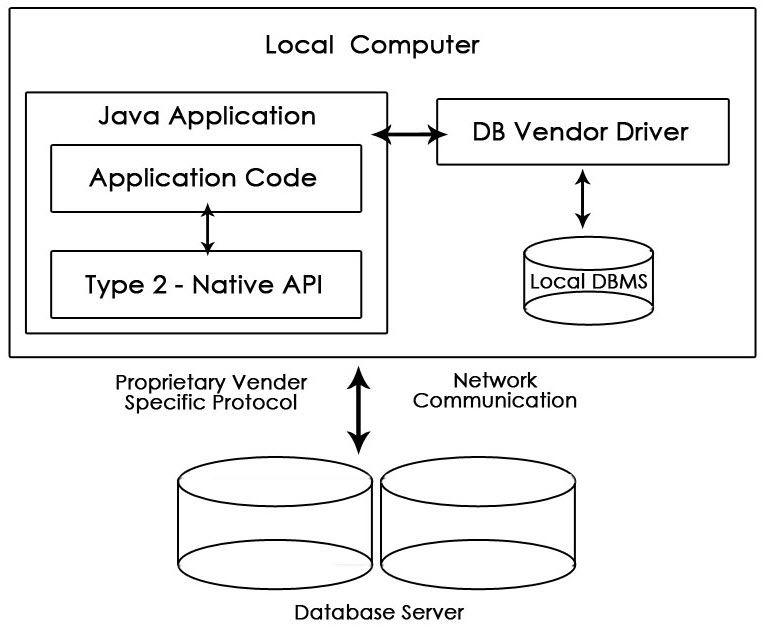 Local Computer
Java Application
DB Vendor Driver
Application Code
Type 2 - Native API
Local DBMS
Proprietary Vender
Specific Protocol
Network
Communication
Database Server